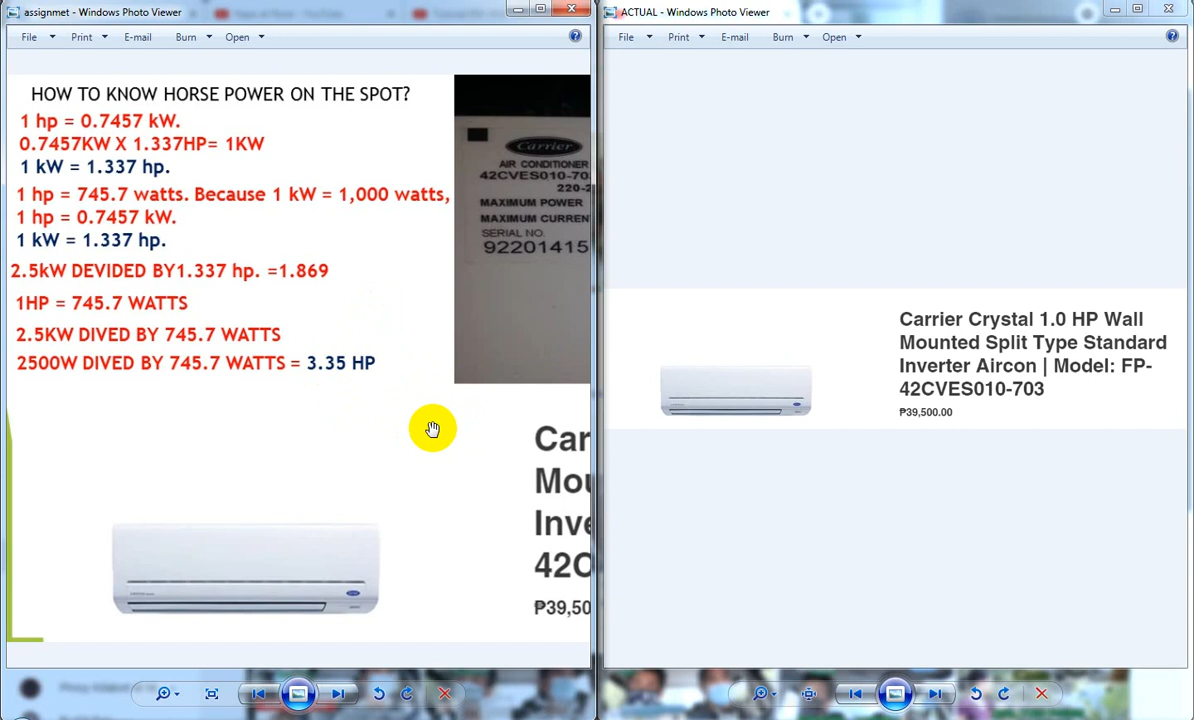 assignmet - Windows Photo Viewer
File Print E-mail Burn Open
HOW TO KNOW HORSE POWER ON THE SPOT?
1 hp = 0.7457 kW.
0.7457KW X 1.337HP= 1KW
1 kW = 1.337 hp.
1 hp = 745.7 watts. Because 1 kW = 1,000 watts,
1 hp = 0.7457 kW.
1 kW = 1.337 hp.
2.5kW DEVIDED BY1.337 hp. =1.869
1HP = 745.7 WATTS
2.5KW DIVED BY 745.7 WATTS
2500W DIVED BY 745.7 WATTS = 3.35 HP
Carrier
AIR CONDITIONER
42CVES010-70
220-2
MAXIMUM POWER
MAXIMUM CURREN
SERIAL NO.
92201415
Car
Mou
Inve
42C
₱39,50
ACTUAL - Windows Photo Viewer
File Print E-mail Burn Open
Carrier Crystal 1.0 HP Wall
Mounted Split Type Standard
Inverter Aircon | Model: FP-
42CVES010-703
₱39,500.00